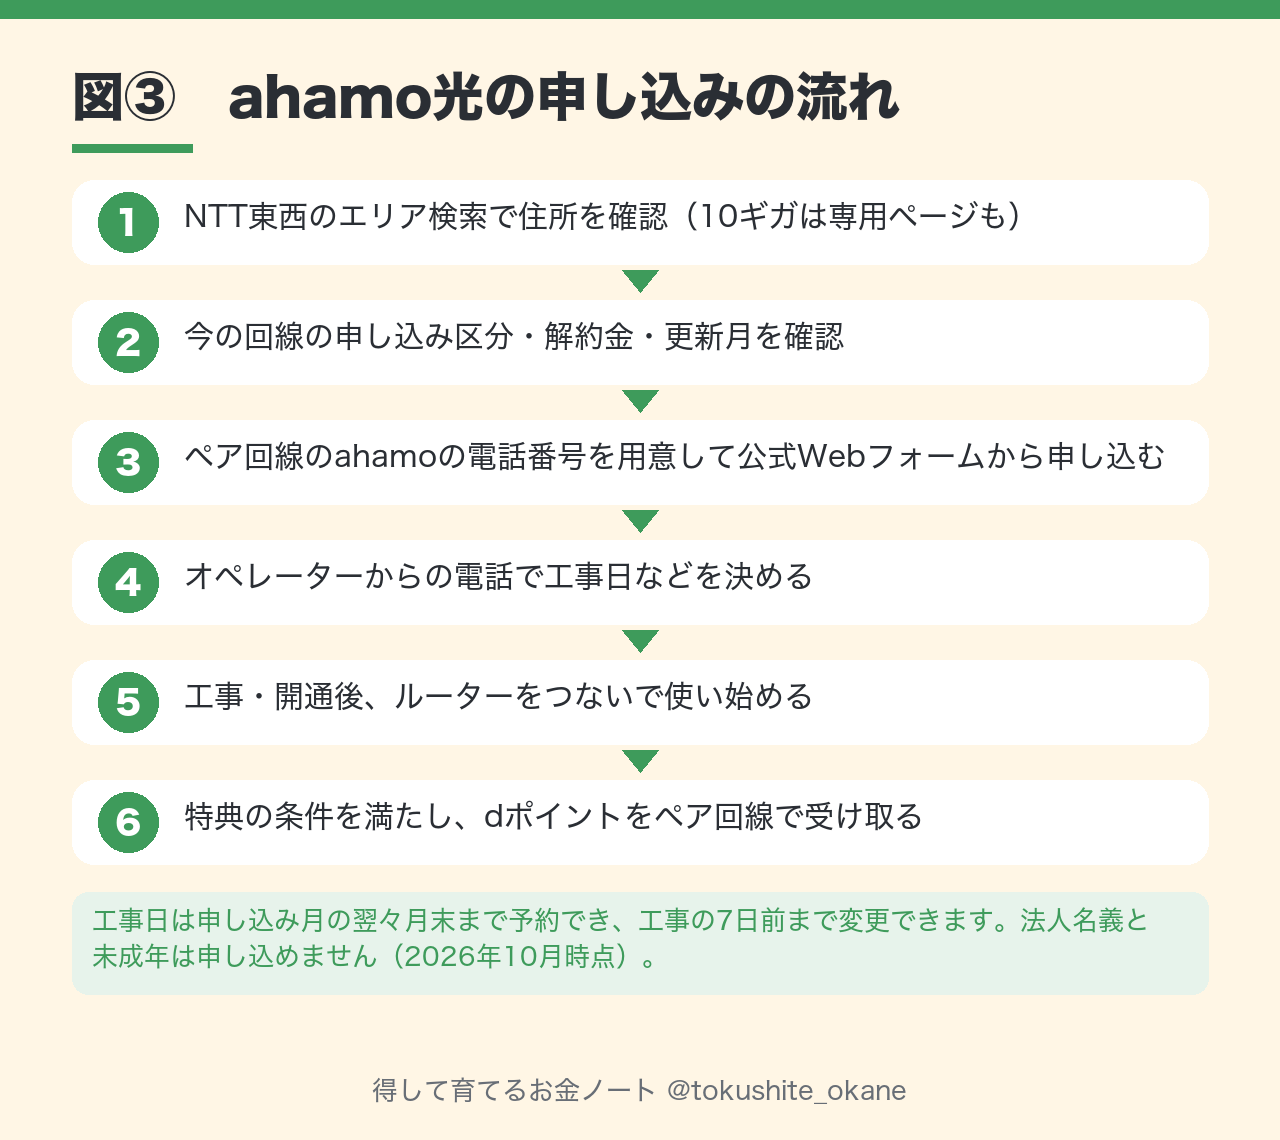 図③　ahamo光の申し込みの流れ
1 NTT東西のエリア検索で住所を確認（10ギガは専用ページも）
2 今の回線の申し込み区分・解約金・更新月を確認
3 ペア回線のahamoの電話番号を用意して公式Webフォームから申し込む
4 オペレーターからの電話で工事日などを決める
5 工事・開通後、ルーターをつないで使い始める
6 特典の条件を満たし、dポイントをペア回線で受け取る
工事日は申し込み月の翌々月末まで予約でき、工事の7日前まで変更できます。法人名義と
未成年は申し込めません（2026年10月時点）。
得して育てるお金ノート @tokushite_okane